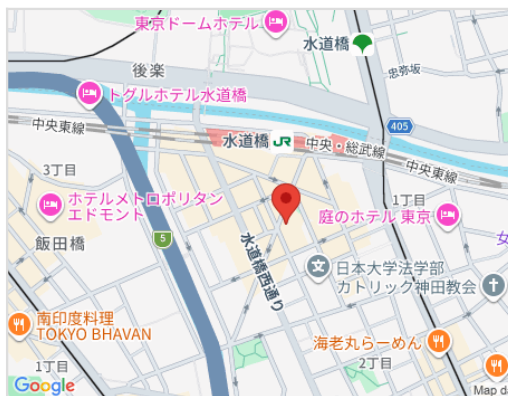 東京ドームホテル
水道橋
忠弥坂
後楽
トグルホテル水道橋
405
中央東線
水道橋
JR
中央・総武線
中央東線
3丁目
ホテルメトロポリタン
エドモント
1丁目
庭のホテル 東京
飯田橋
5
水道橋西通り
女
日本大学法学部
カトリック神田教会
南印度料理
TOKYO BHAVAN
海老丸らーめん
1丁目
2丁目
Google
Map da